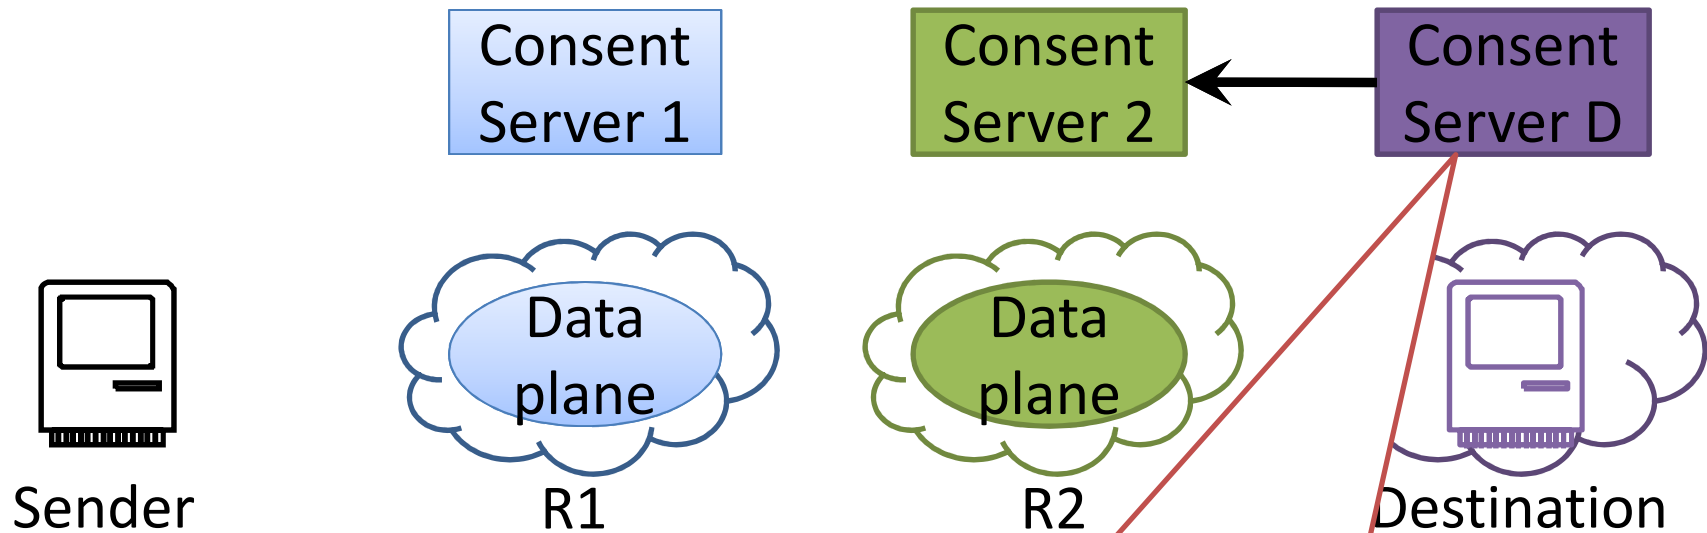 Consent
Server 1
Consent
Server 2
Consent
Server D
Data
plane
Data
plane
Sender
R1
R2
Destination